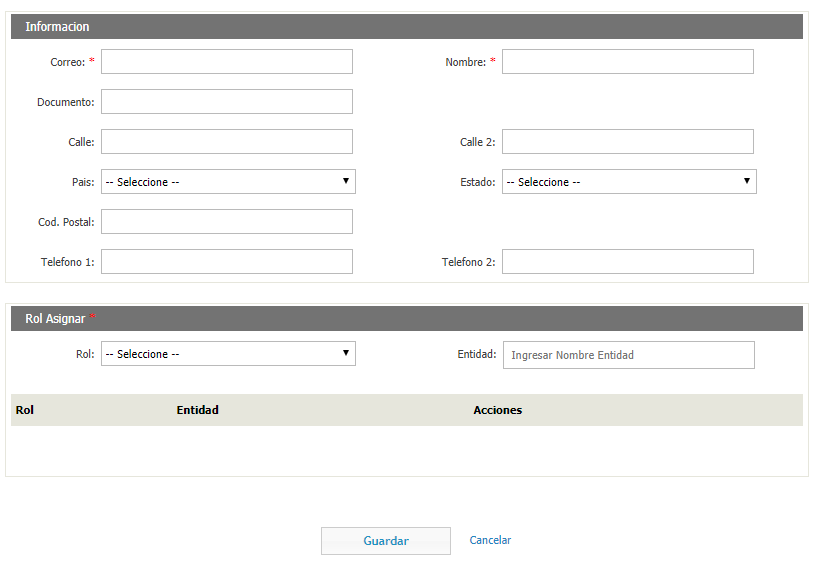 Informacion
Correo: * Nombre: *
Documento:
Calle: Calle 2:
Pais: -- Seleccione -- Estado: -- Seleccione --
Cod. Postal:
Telefono 1: Telefono 2:
Rol Asignar *
Rol: -- Seleccione -- Entidad: Ingresar Nombre Entidad
Rol Entidad Acciones
Guardar Cancelar